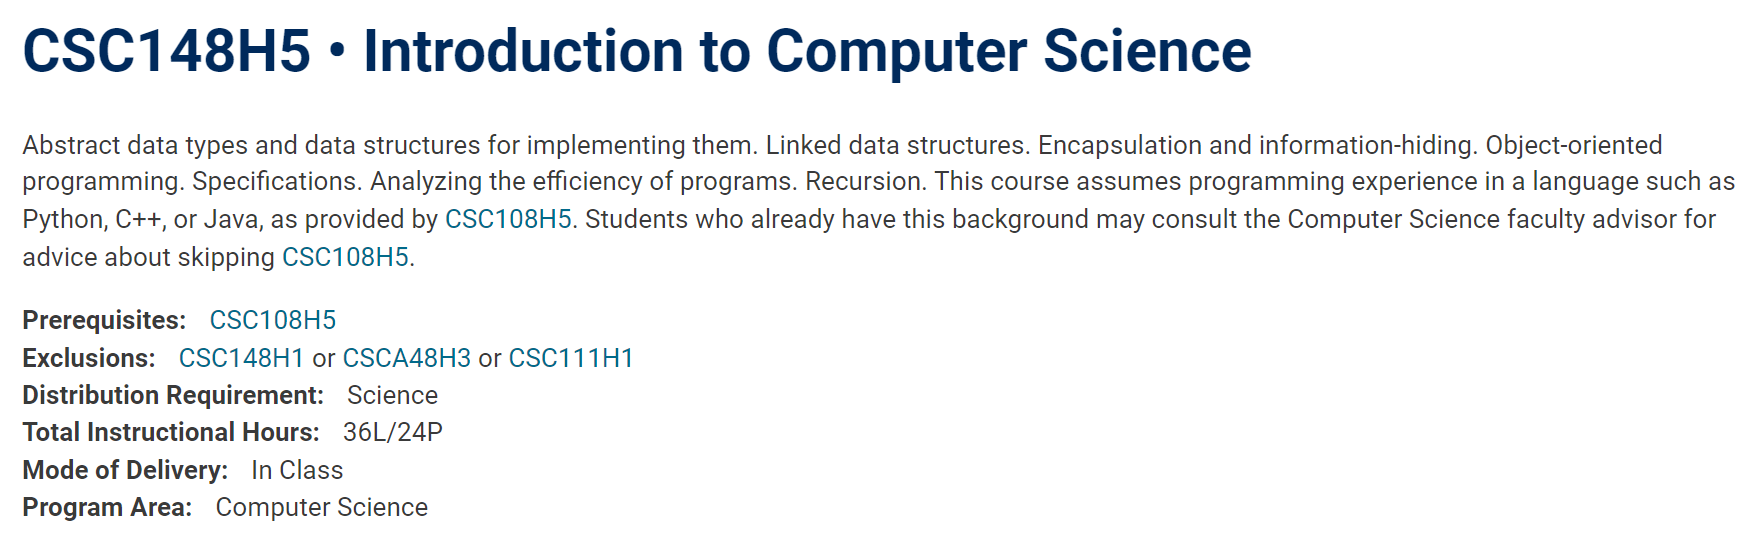 CSC148H5 • Introduction to Computer Science
Abstract data types and data structures for implementing them. Linked data structures. Encapsulation and information-hiding. Object-oriented
programming. Specifications. Analyzing the efficiency of programs. Recursion. This course assumes programming experience in a language such as
Python, C++, or Java, as provided by CSC108H5. Students who already have this background may consult the Computer Science faculty advisor for
advice about skipping CSC108H5.
Prerequisites: CSC108H5
Exclusions: CSC148H1 or CSCA48H3 or CSC111H1
Distribution Requirement: Science
Total Instructional Hours: 36L/24P
Mode of Delivery: In Class
Program Area: Computer Science